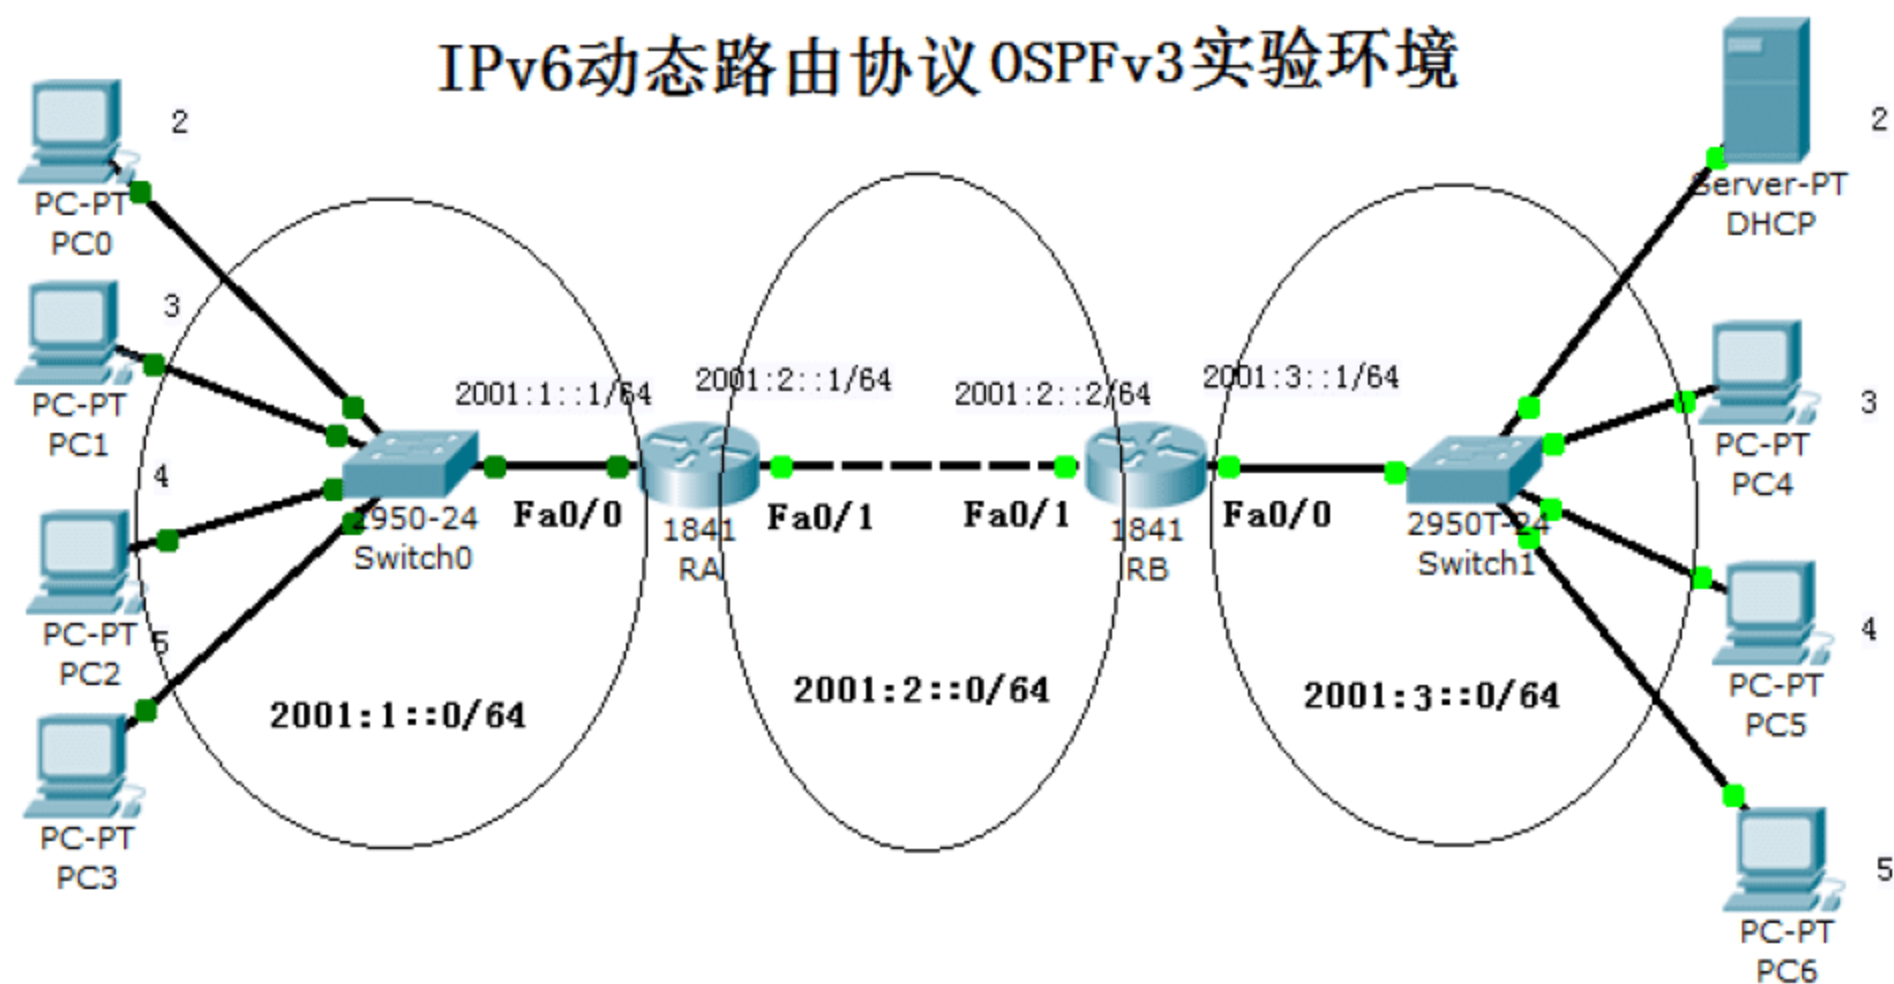 IPv6动态路由协议OSPFv3实验环境
2
PC-PT
PC0
3
PC-PT
PC1
4
PC-PT
PC2
5
PC-PT
PC3
2950-24
Switch0
2001:1::1/64
Fa0/0
2001:1::0/64
1841
RA
2001:2::1/64
Fa0/1
2001:2::0/64
2001:2::2/64
Fa0/1
1841
RB
2001:3::1/64
Fa0/0
2001:3::0/64
2950T-24
Switch1
2
Server-PT
DHCP
3
PC-PT
PC4
4
PC-PT
PC5
5
PC-PT
PC6